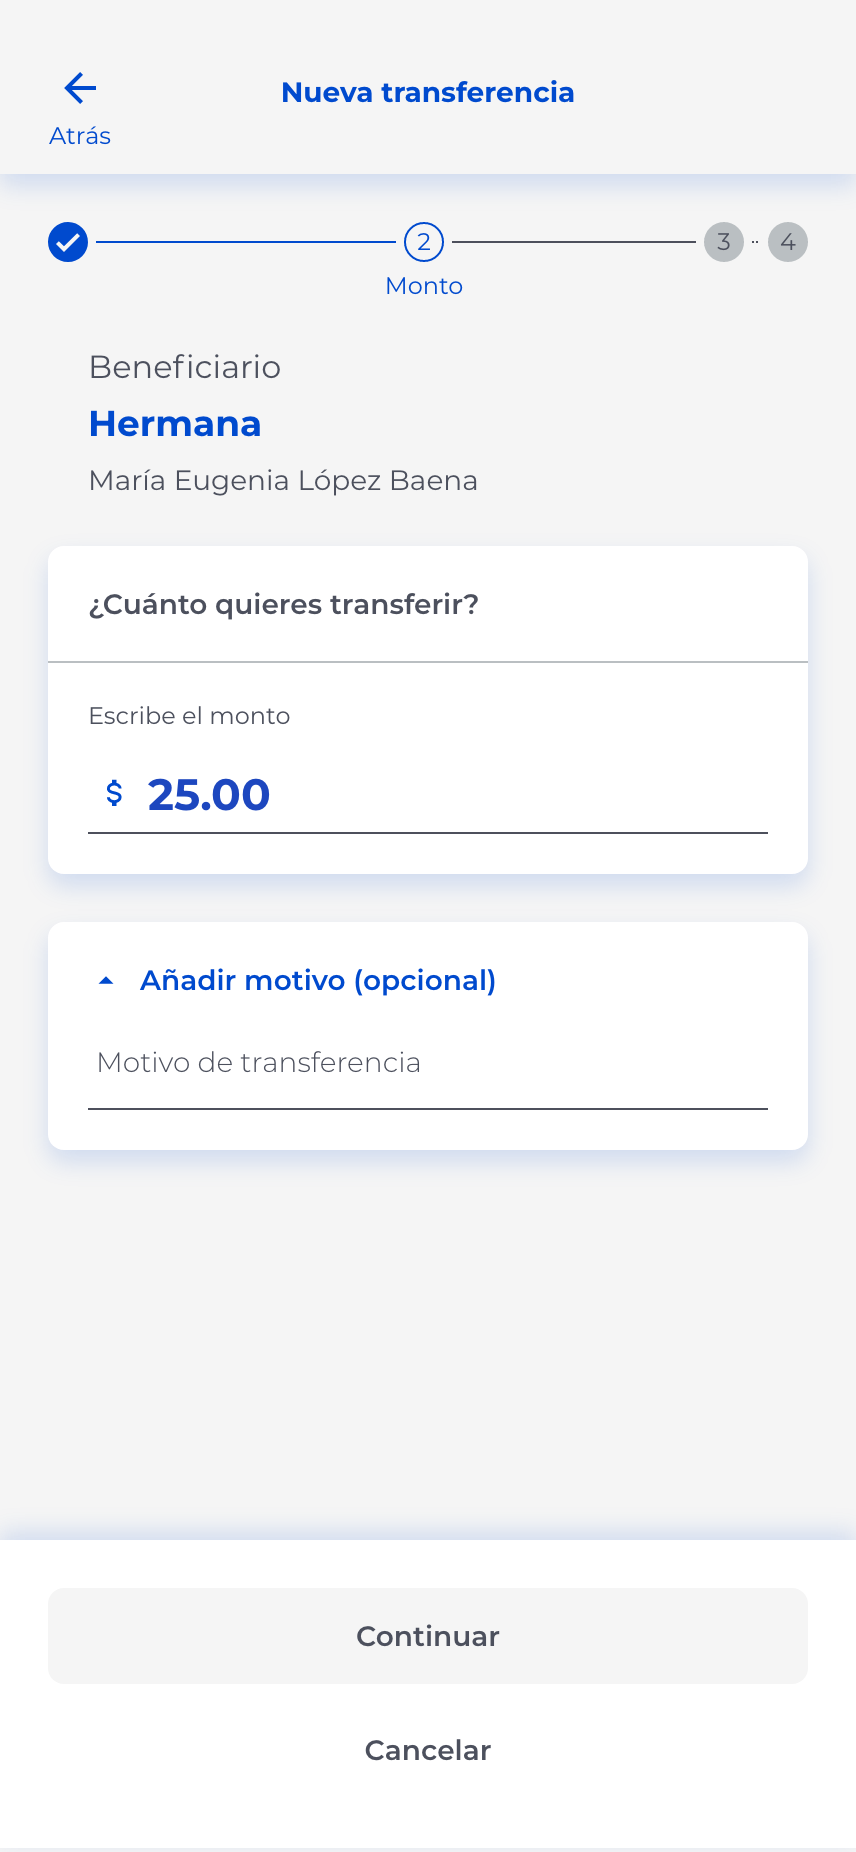 Nueva transferencia
Atrás
2
3
4
Monto
Beneficiario
Hermana
María Eugenia López Baena
¿Cuánto quieres transferir?
Escribe el monto
$ 25.00
Añadir motivo (opcional)
Motivo de transferencia
Continuar
Cancelar